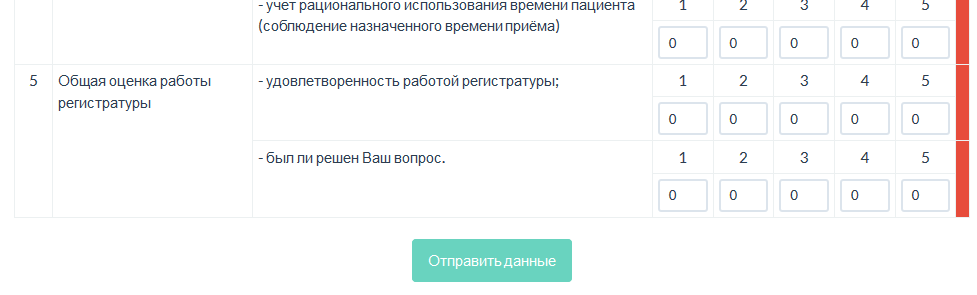 - учет рационального использования времени пациента
(соблюдение назначенного времени приёма)
1 2 3 4 5
0 0 0 0 0
5 Общая оценка работы
регистратуры
- удовлетворенность работой регистратуры;
1 2 3 4 5
0 0 0 0 0
- был ли решен Ваш вопрос.
1 2 3 4 5
0 0 0 0 0
Отправить данные